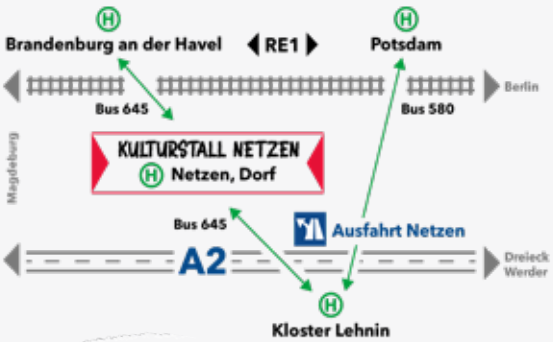 H
H
Brandenburg an der Havel
RE1
Potsdam
Berlin
Bus 645
Bus 580
Magdeburg
KULTURSTALL NETZEN
H Netzen, Dorf
Bus 645
Ausfahrt Netzen
A2
Dreieck
Werder
H
Kloster Lehnin